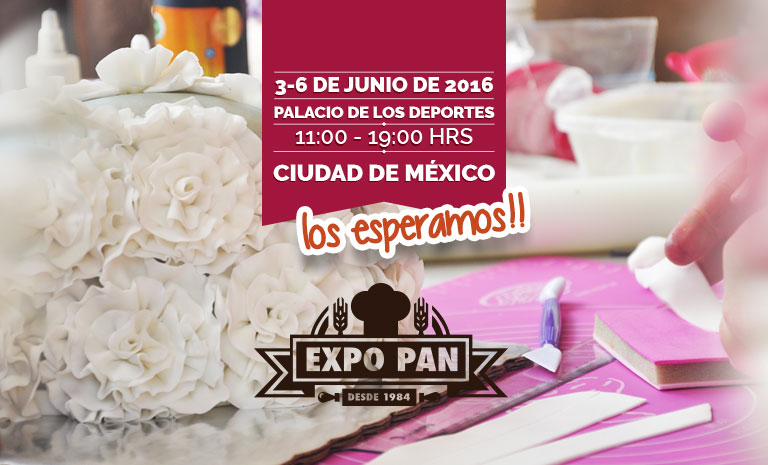 3-6 DE JUNIO DE 2016
PALACIO DE LOS DEPORTES
11:00 - 19:00 HRS
CIUDAD DE MÉXICO
los esperamos!!
EXPO PAN
DESDE 1984